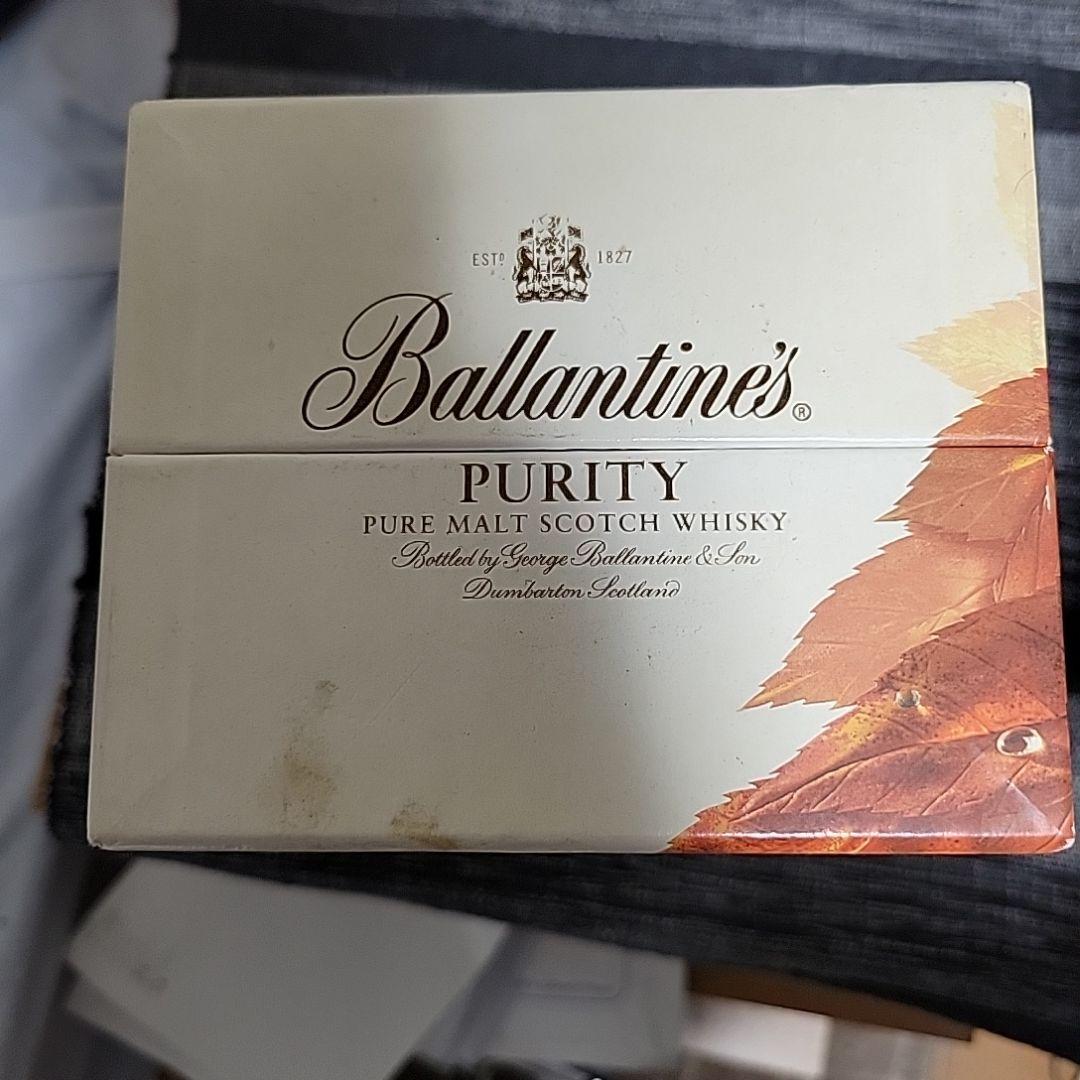 ESTD 1827
Ballantine's®
PURITY
PURE MALT SCOTCH WHISKY
Bottled by George Ballantine & Son
Dumbarton Scotland